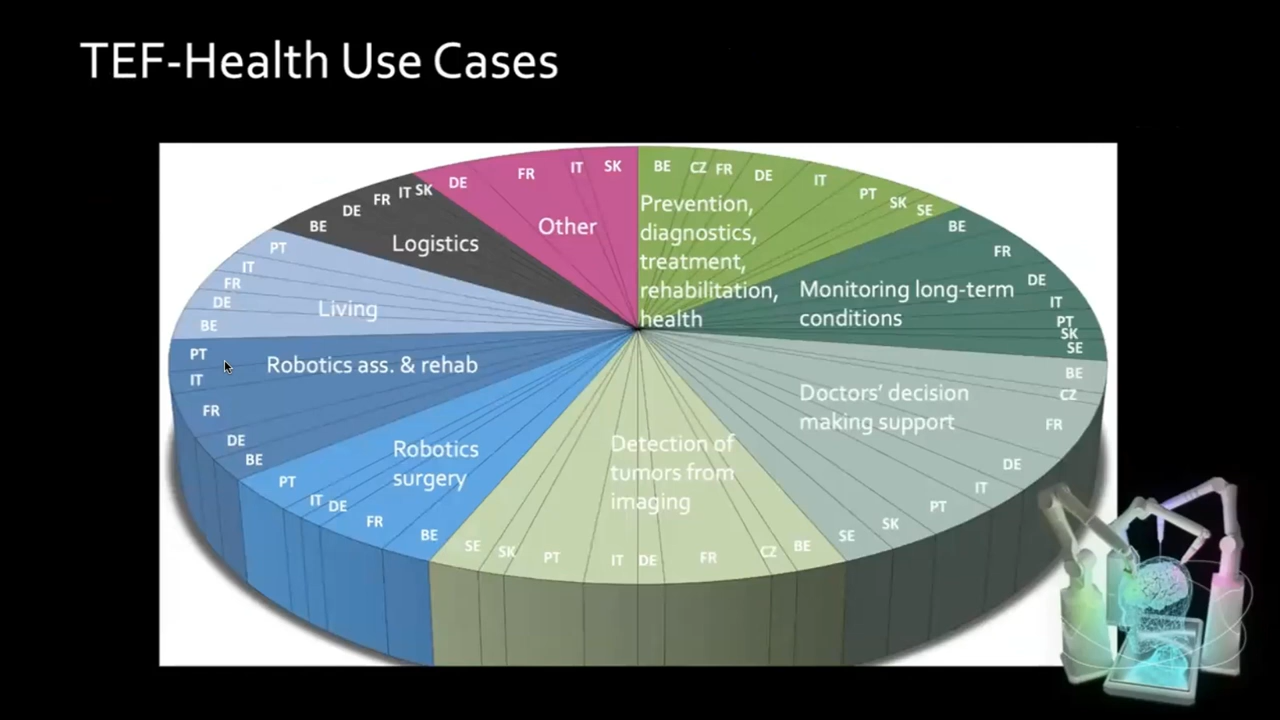 TEF-Health Use Cases
BE CZ FR DE IT PT SK SE
Prevention,
diagnostics,
treatment,
rehabilitation,
health
BE FR DE IT PT SK SE
Monitoring long-term
conditions
BE CZ FR DE IT PT SK SE
Doctors' decision
making support
BE CZ FR DE IT PT SK SE
Detection of
tumors from
imaging
BE FR DE IT PT
Robotics
surgery
BE DE FR IT PT
Robotics ass. & rehab
BE DE FR IT PT
Living
BE DE FR IT SK
Logistics
DE FR IT SK
Other